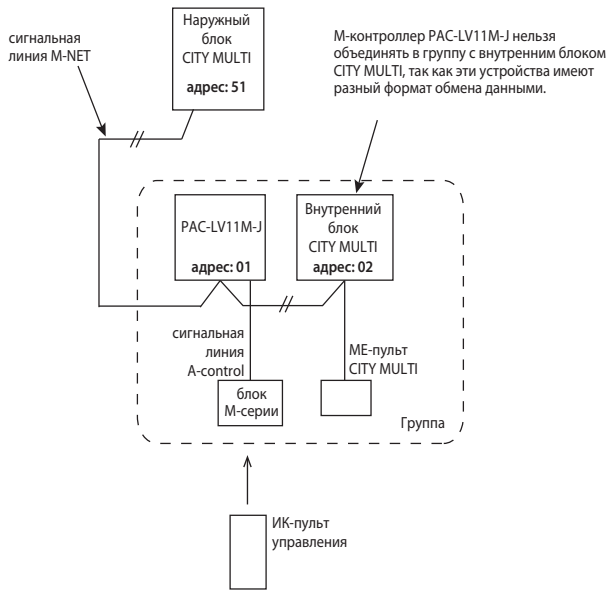 сигнальная
линия M-NET
Наружный
блок
CITY MULTI
адрес: 51
М-контроллер PAC-LV11M-J нельзя
объединять в группу с внутренним блоком
CITY MULTI, так как эти устройства имеют
разный формат обмена данными.
PAC-LV11M-J
адрес: 01
Внутренний
блок
CITY MULTI
адрес: 02
сигнальная
линия
A-control
МЕ-пульт
CITY MULTI
блок
М-серии
Группа
ИК-пульт
управления